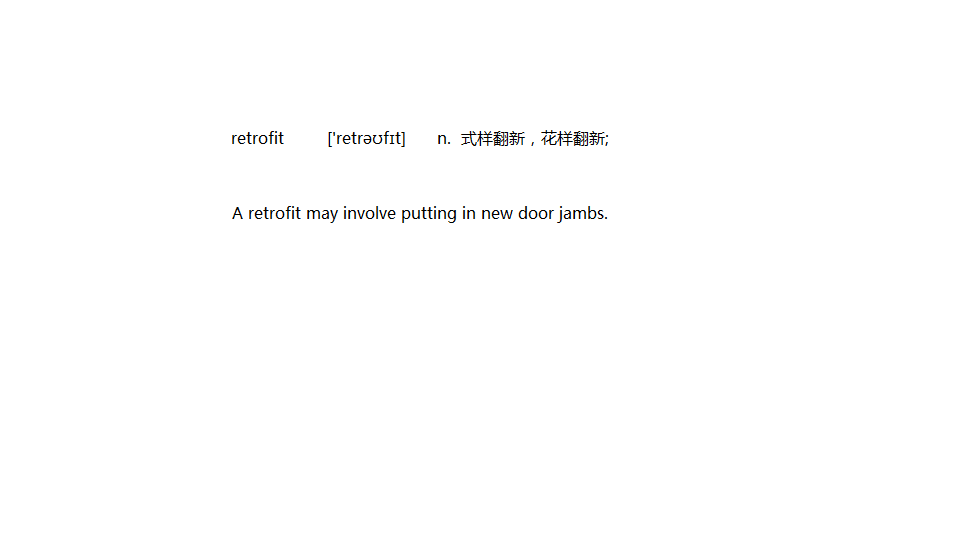 retrofit ['retrəʊfɪt] n. 式样翻新，花样翻新;
A retrofit may involve putting in new door jambs.